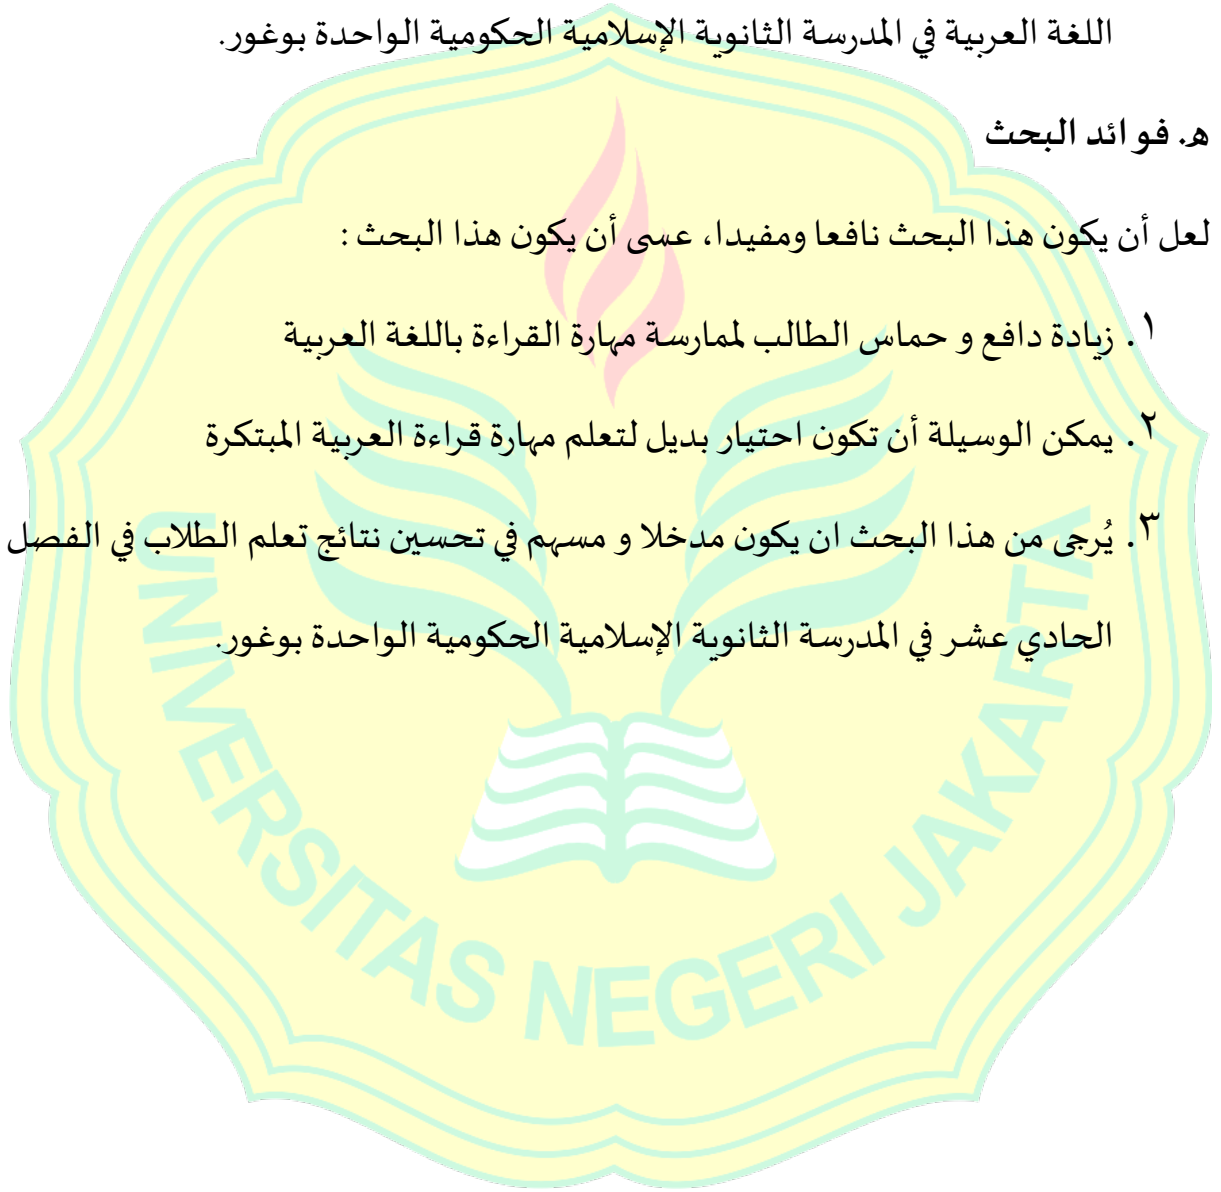 اللغة العربية في المدرسة الثانوية الإسلامية الحكومية الواحدة بوغور.
ه. فوائد البحث
لعل أن يكون هذا البحث نافعا ومفيدا، عسى أن يكون هذا البحث :
١. زيادة دافع و حماس الطالب لممارسة مهارة القراءة باللغة العربية
٢. يمكن الوسيلة أن تكون احتيار بديل لتعلم مهارة قراءة العربية المبتكرة
٣. يُرجى من هذا البحث ان يكون مدخلا و مسهم في تحسين نتائج تعلم الطلاب في الفصل
الحادي عشر في المدرسة الثانوية الإسلامية الحكومية الواحدة بوغور.
UNIVERSITAS NEGERI JAKARTA